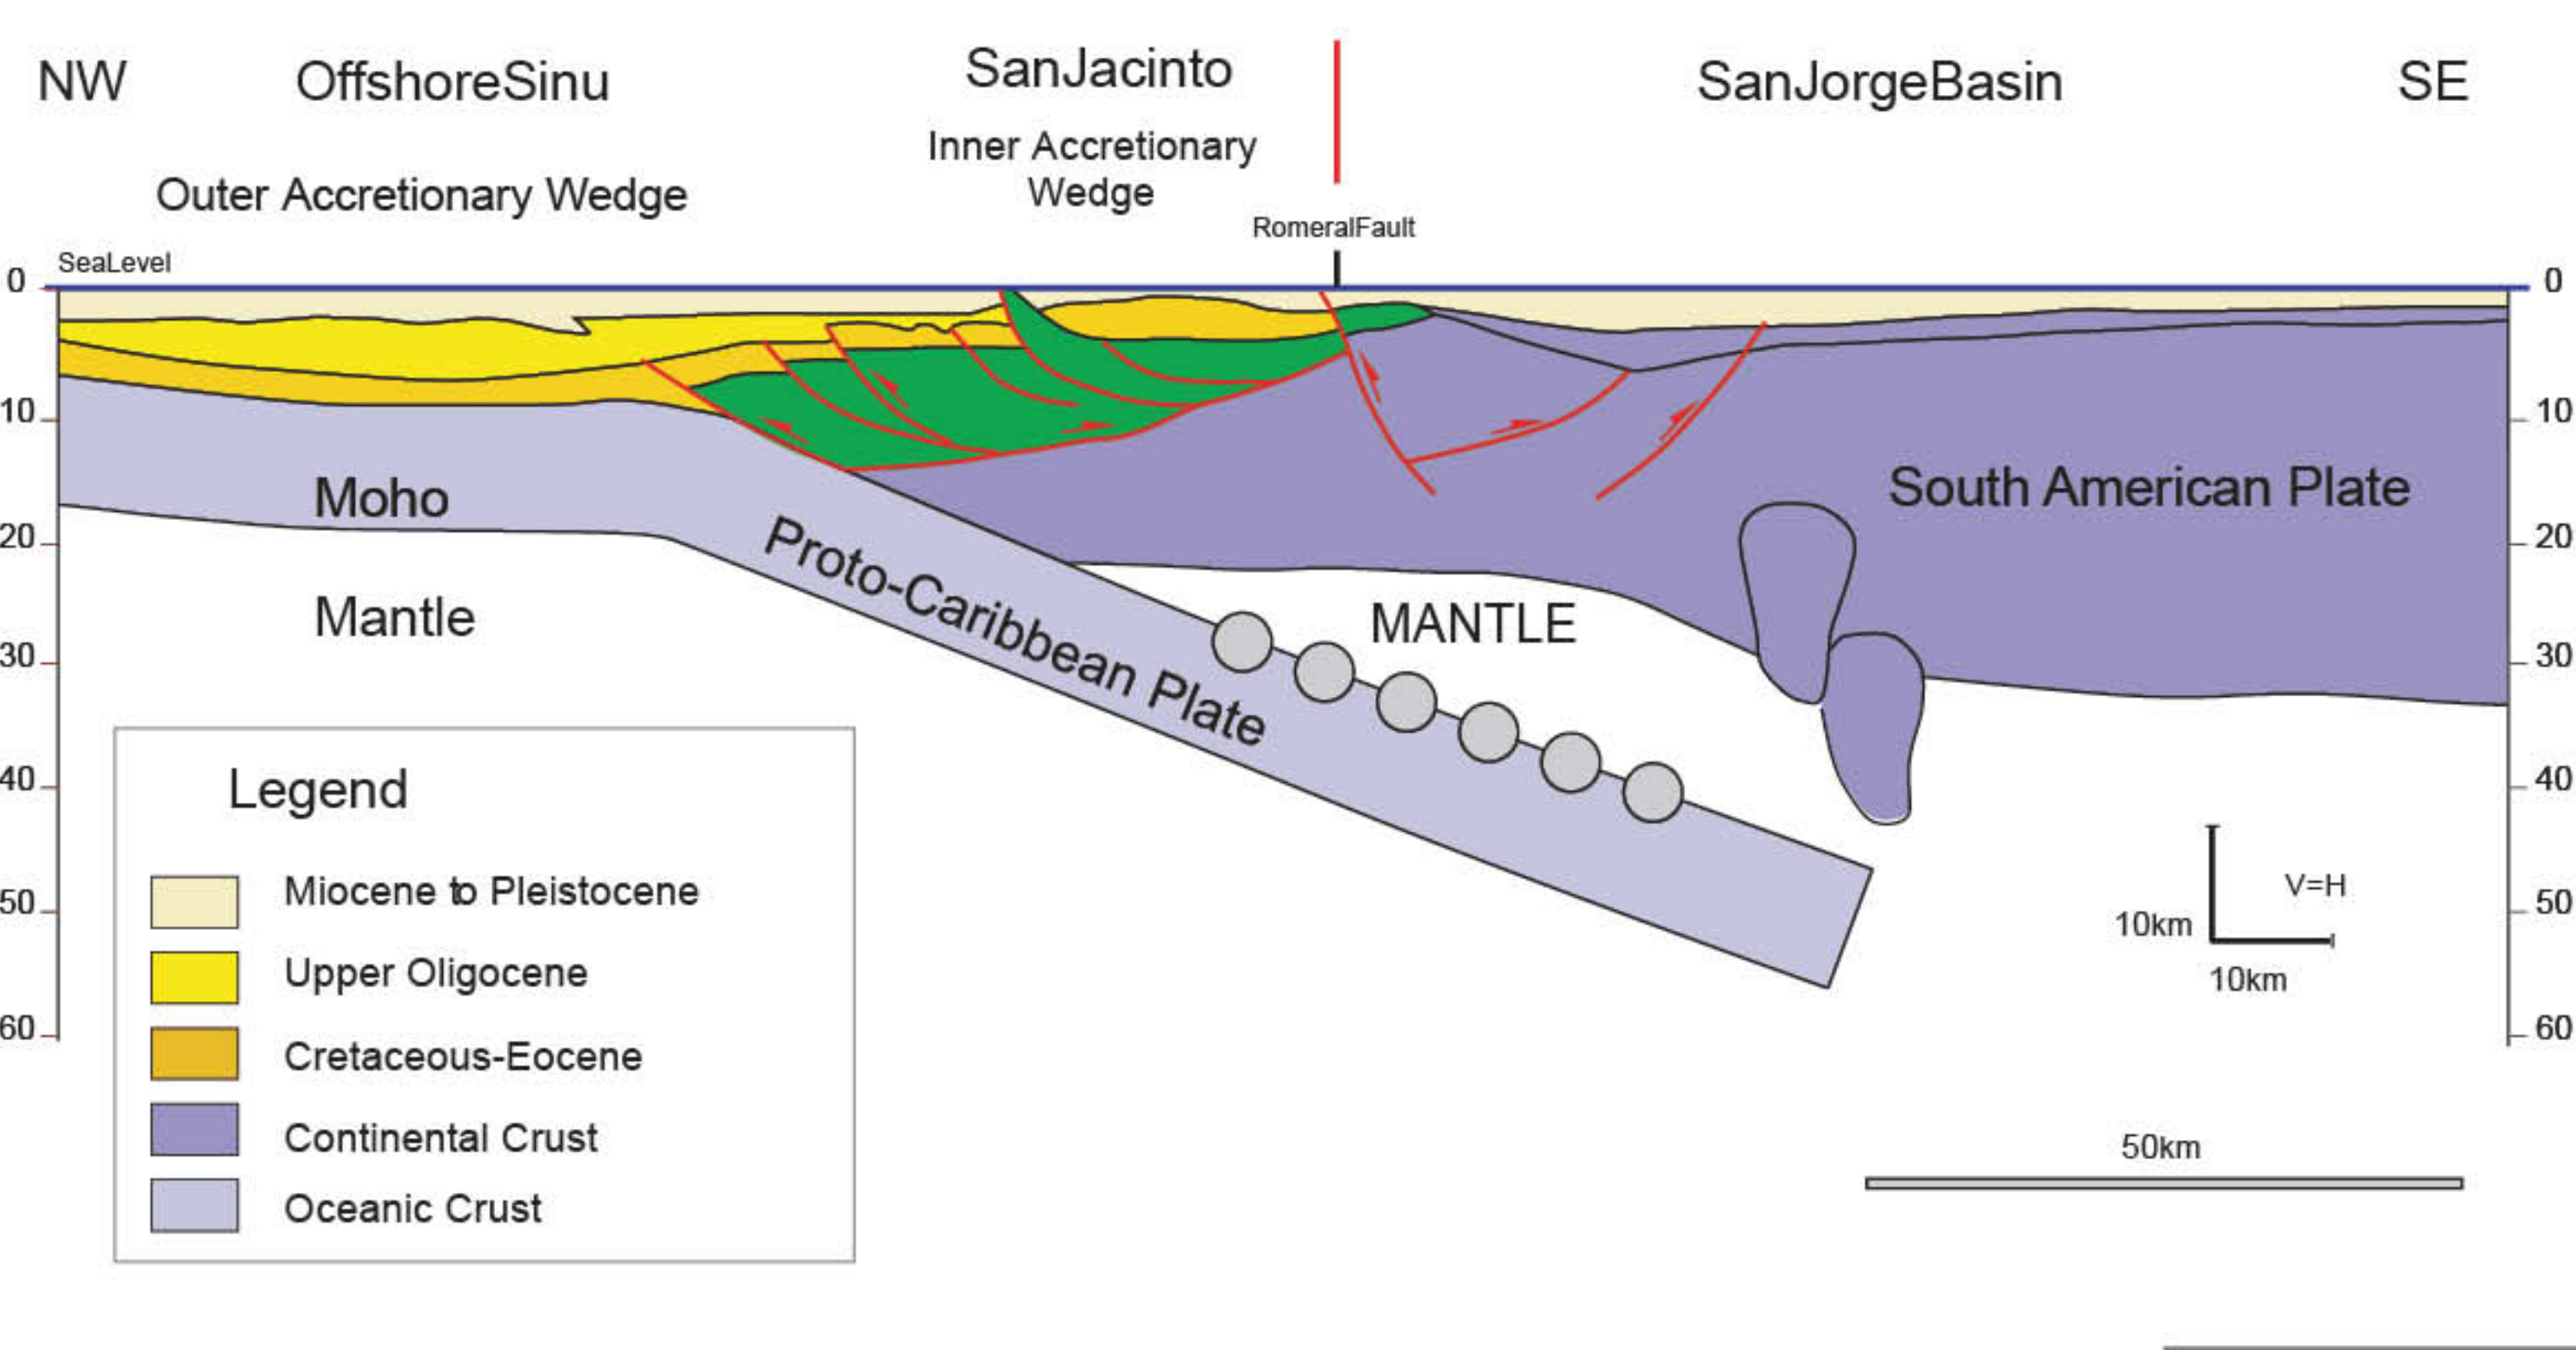 NW OffshoreSinu SanJacinto SanJorgeBasin SE
Inner Accretionary
Wedge
Outer Accretionary Wedge
RomeralFault
SeaLevel
0 0
10 10
South American Plate
Moho
20 20
Proto-Caribbean Plate
Mantle
MANTLE
30 30
40 40
Legend
50 50
Miocene to Pleistocene
V=H
10km
10km
Upper Oligocene
60 60
Cretaceous-Eocene
Continental Crust
50km
Oceanic Crust